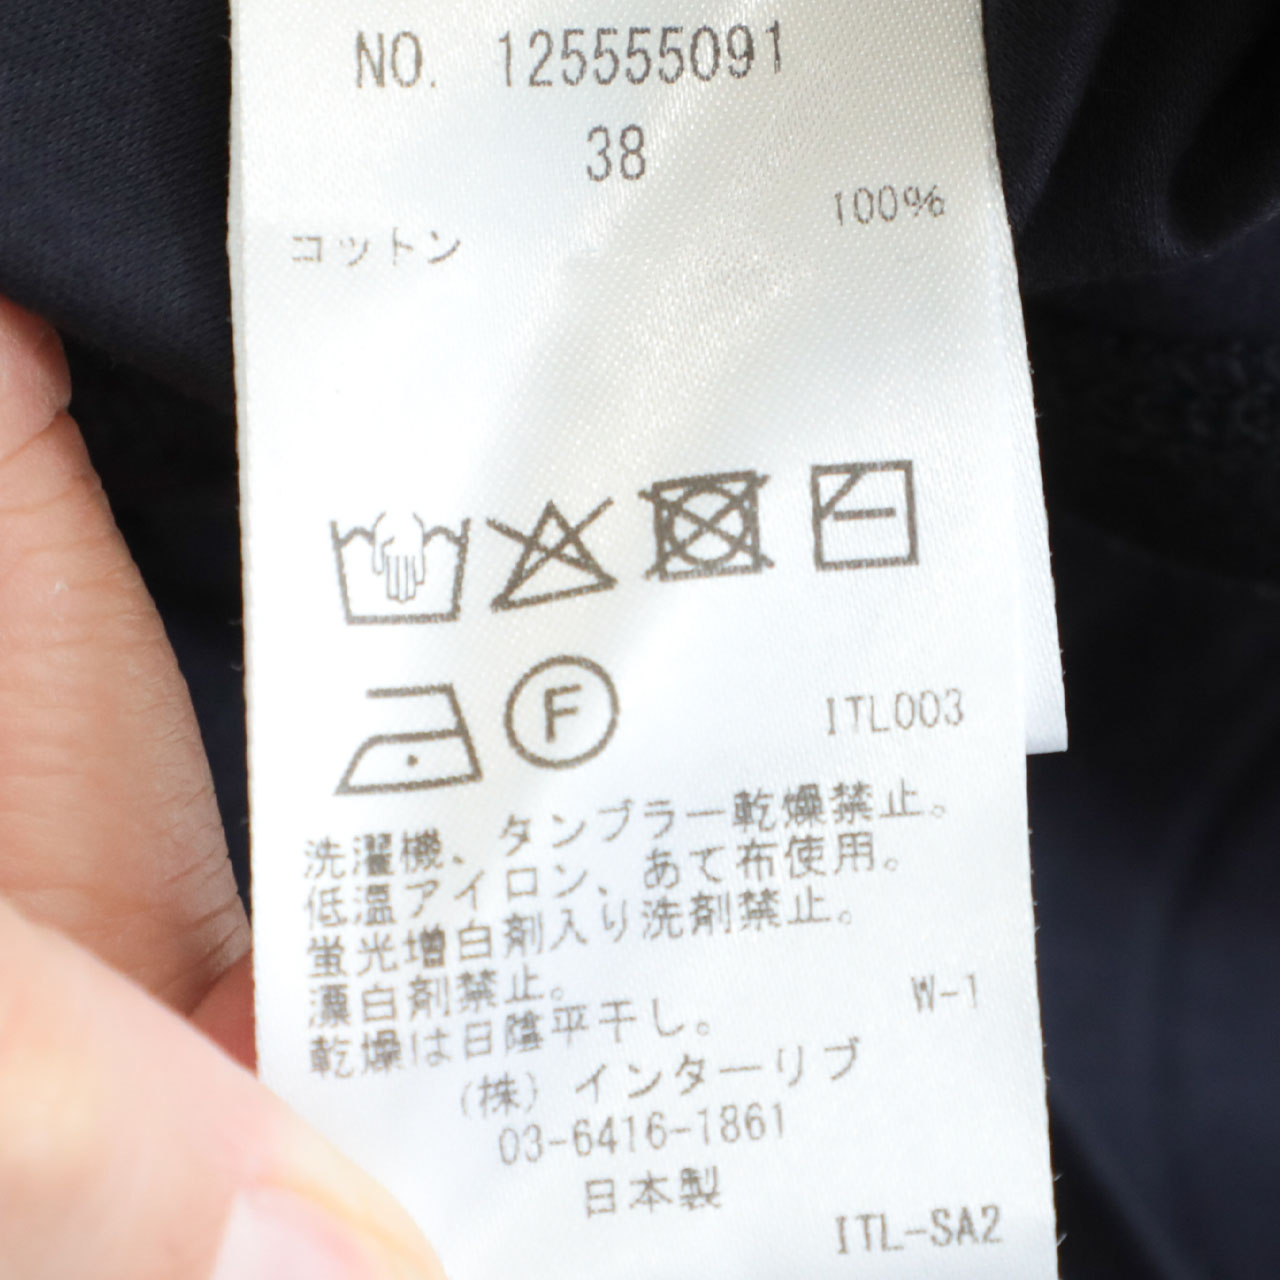 NO. 125555091
38
コットン 100%
F
ITL003
洗濯機、タンブラー乾燥禁止。
低温アイロン、あて布使用。
蛍光増白剤入り洗剤禁止。
漂白剤禁止。
乾燥は日陰平干し。
W-1
(株) インターリブ
03-6416-1861
日本製
ITL-SA2